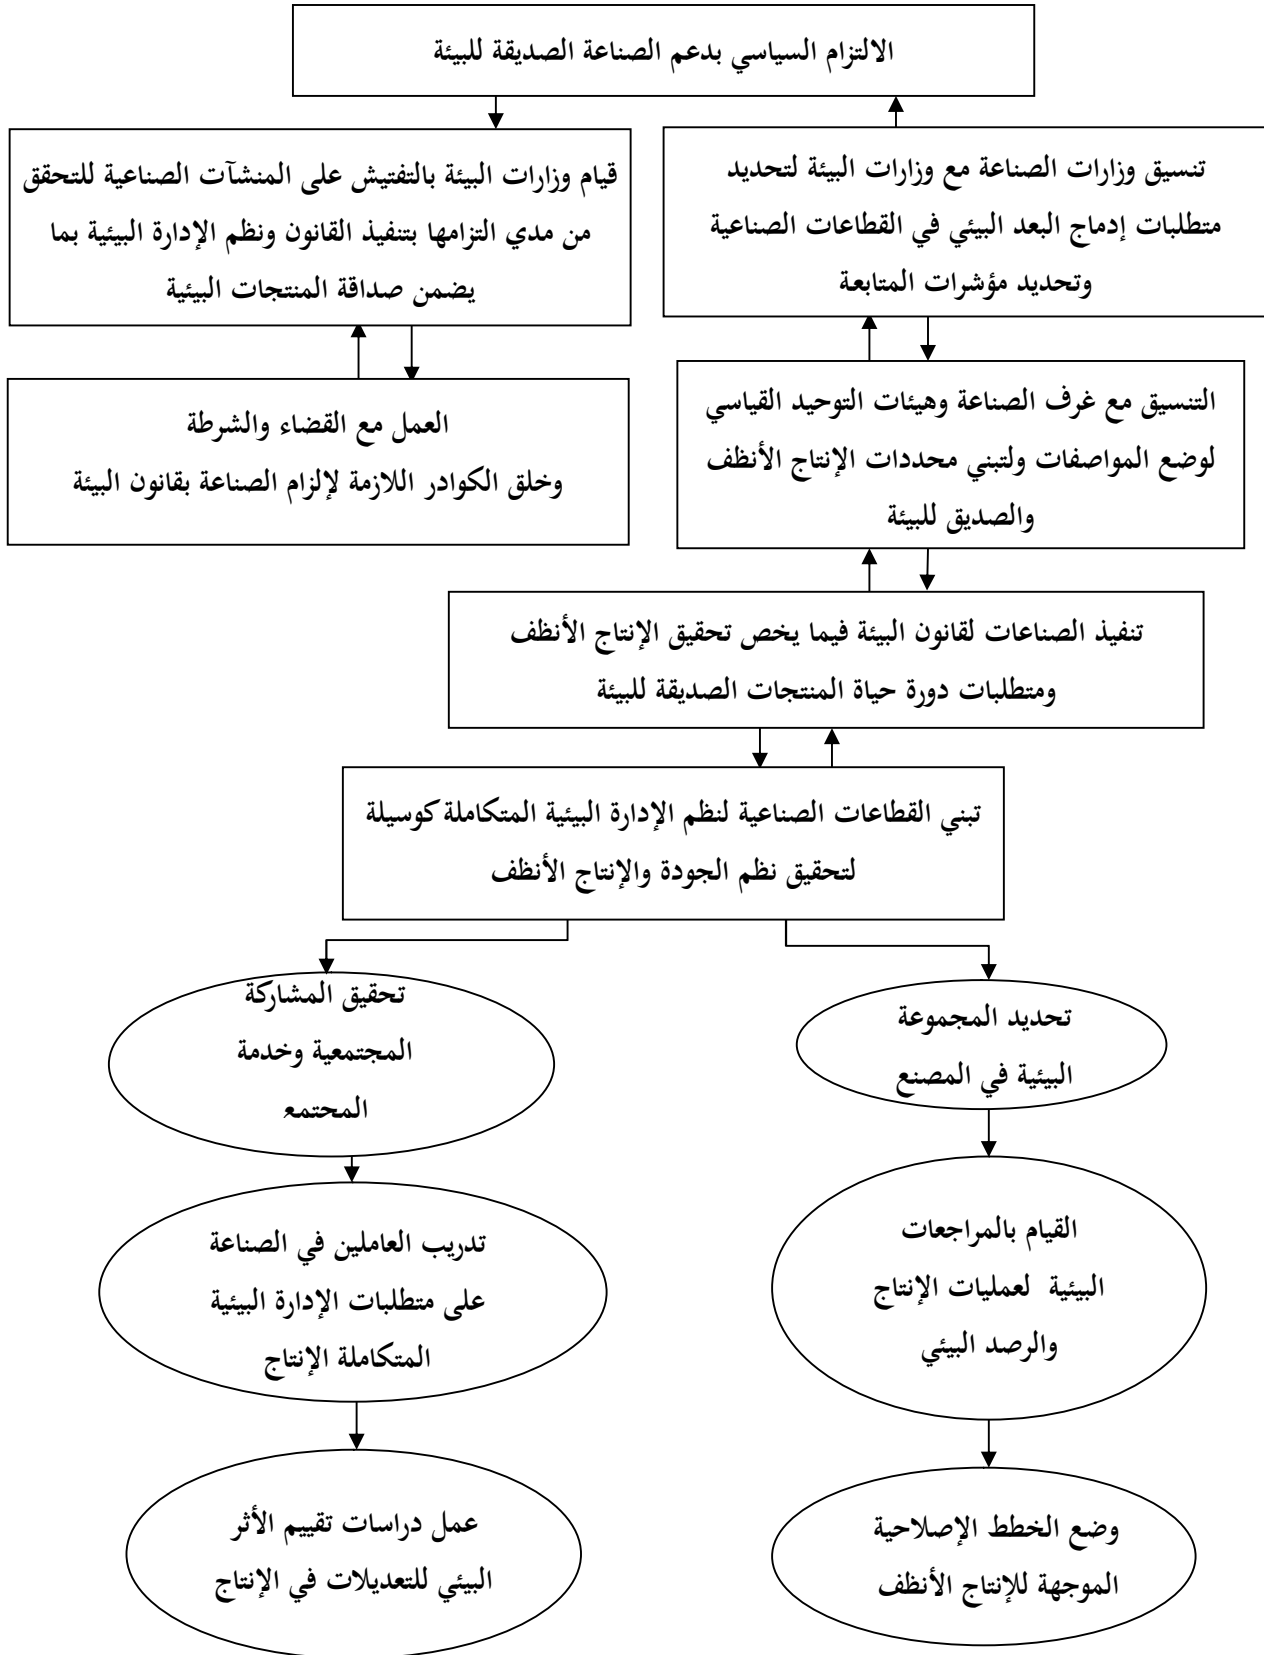 الالتزام السياسي بدعم الصناعة الصديقة للبيئة
تنسيق وزارات الصناعة مع وزارات البيئة لتحديد
متطلبات إدماج البعد البيئي في القطاعات الصناعية
وتحديد مؤشرات المتابعة
قيام وزارات البيئة بالتفتيش على المنشآت الصناعية للتحقق
من مدي التزامها بتنفيذ القانون ونظم الإدارة البيئية بما
يضمن صداقة المنتجات البيئية
التنسيق مع غرف الصناعة وهيئات التوحيد القياسي
لوضع المواصفات ولتبني محددات الإنتاج الأنظف
والصديق للبيئة
العمل مع القضاء والشرطة
وخلق الكوادر اللازمة لإلزام الصناعة بقانون البيئة
تنفيذ الصناعات لقانون البيئة فيما يخص تحقيق الإنتاج الأنظف
ومتطلبات دورة حياة المنتجات الصديقة للبيئة
تبني القطاعات الصناعية لنظم الإدارة البيئية المتكاملة كوسيلة
لتحقيق نظم الجودة والإنتاج الأنظف
تحديد المجموعة
البيئية في المصنع
تحقيق المشاركة
المجتمعية وخدمة
المجتمع
القيام بالمراجعات
البيئية لعمليات الإنتاج
والرصد البيئي
تدريب العاملين في الصناعة
على متطلبات الإدارة البيئية
المتكاملة الإنتاج
وضع الخطط الإصلاحية
الموجهة للإنتاج الأنظف
عمل دراسات تقييم الأثر
البيئي للتعديلات في الإنتاج